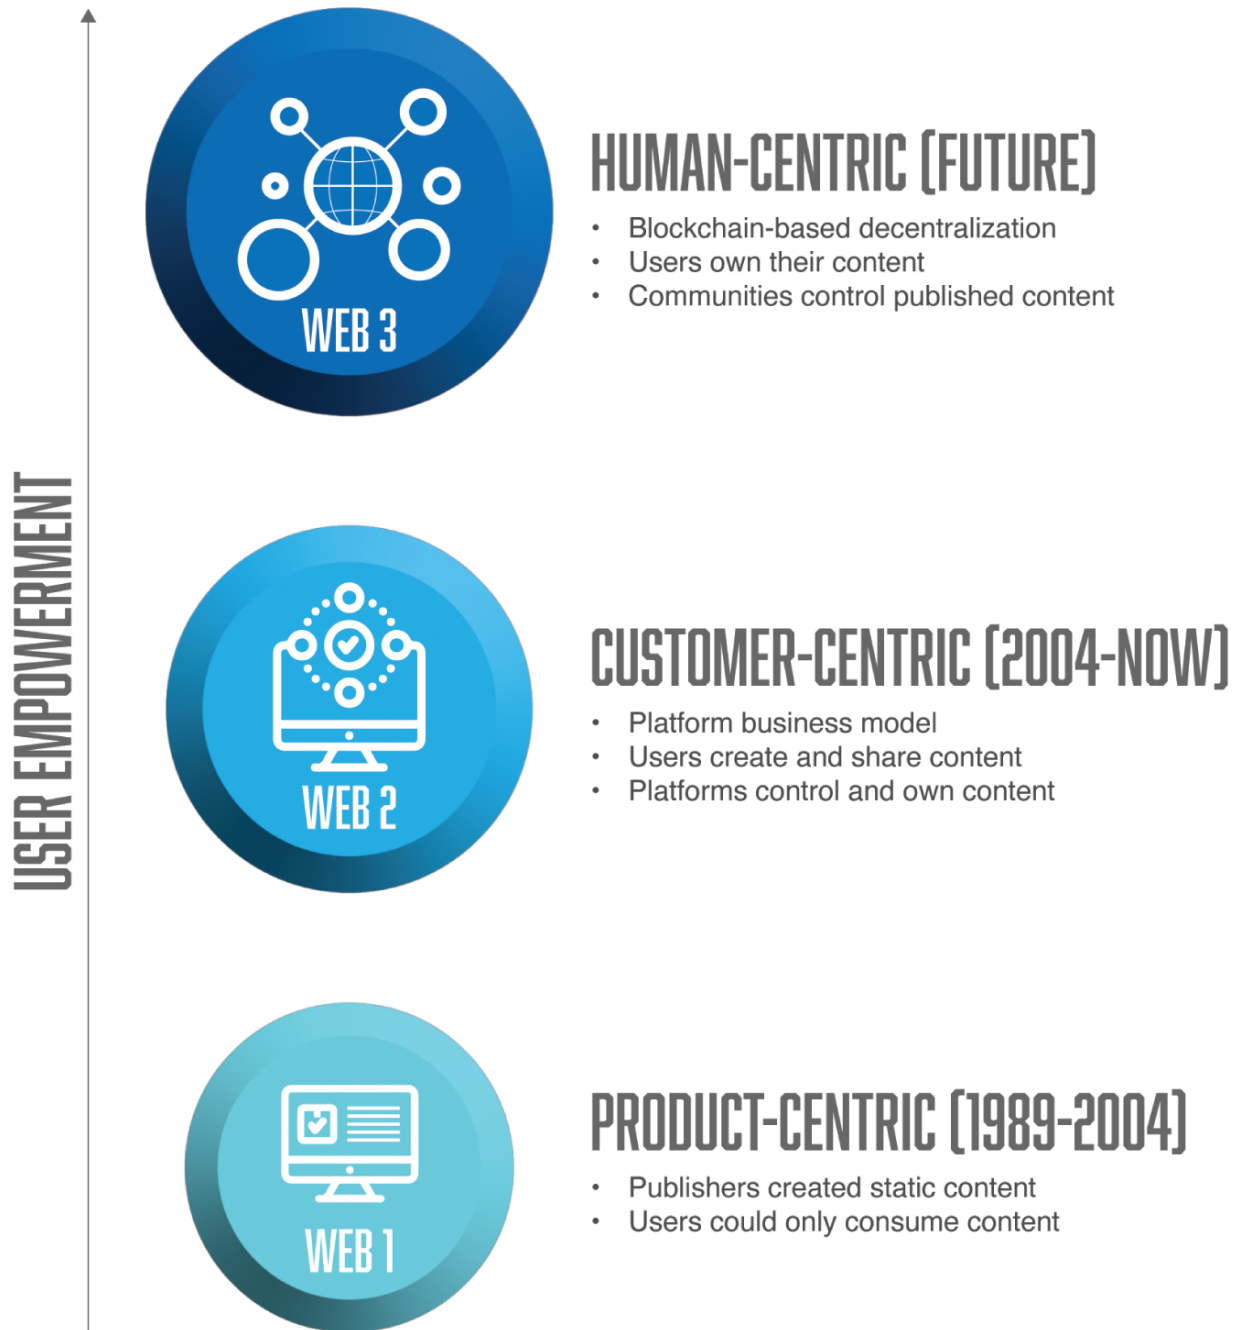 HUMAN-CENTRIC (FUTURE)
• Blockchain-based decentralization
• Users own their content
• Communities control published content
WEB 3
USER EMPOWERMENT
CUSTOMER-CENTRIC (2004-NOW)
• Platform business model
• Users create and share content
• Platforms control and own content
WEB 2
PRODUCT-CENTRIC (1989-2004)
• Publishers created static content
• Users could only consume content
WEB 1